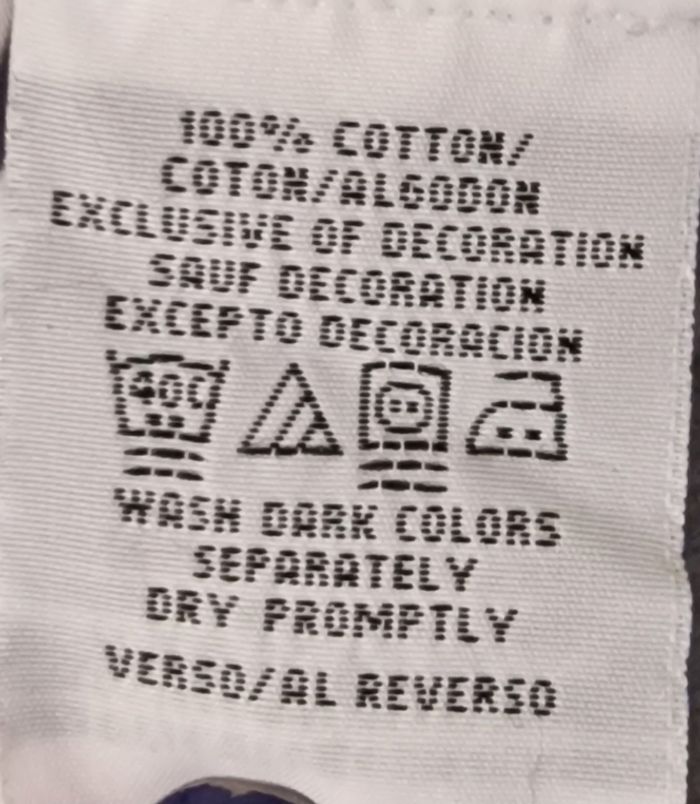 100% COTTON/
COTON/ALGODON
EXCLUSIVE OF DECORATION
SAUF DECORATION
EXCEPTO DECORACION
40C
WASH DARK COLORS
SEPARATELY
DRY PROMPTLY
VERSO/AL REVERSO